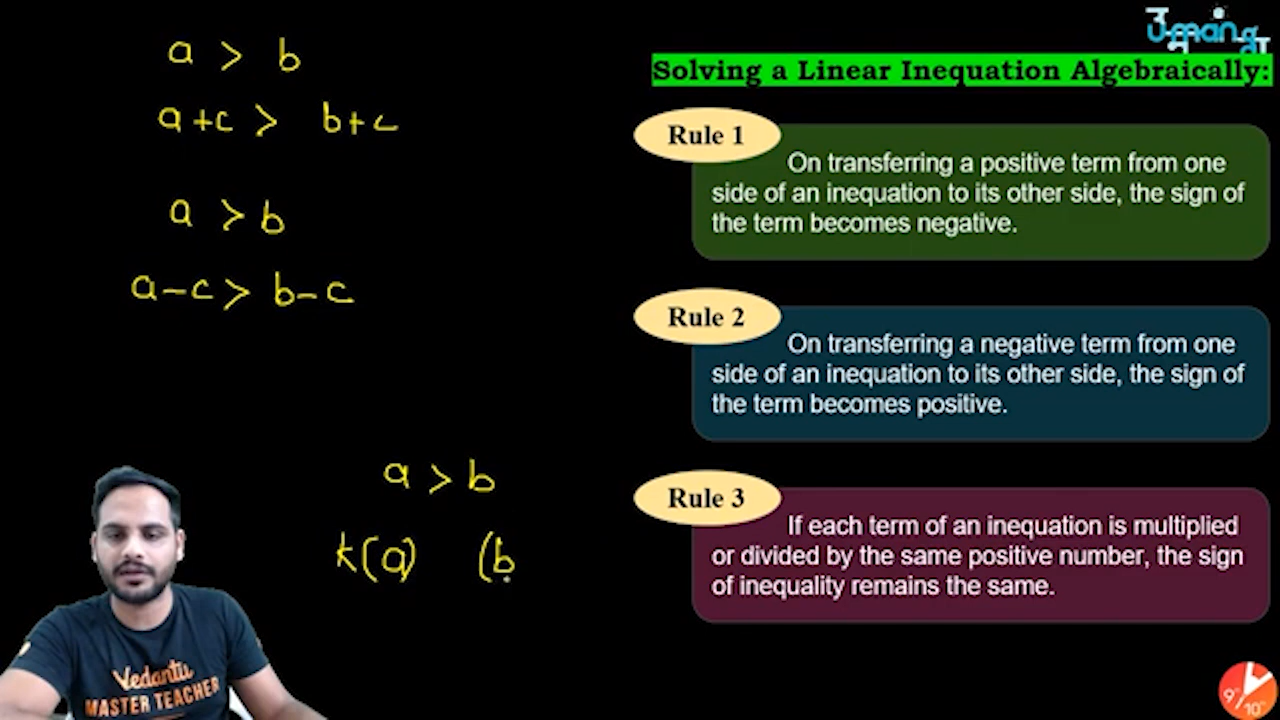 a > b
a + c > b + c
a > b
a - c > b - c
a > b
k(a) (b
Vedantu
MASTER TEACHER
Solving a Linear Inequation Algebraically:
Rule 1
On transferring a positive term from one
side of an inequation to its other side, the sign of
the term becomes negative.
Rule 2
On transferring a negative term from one
side of an inequation to its other side, the sign of
the term becomes positive.
Rule 3
If each term of an inequation is multiplied
or divided by the same positive number, the sign
of inequality remains the same.
9th/10th